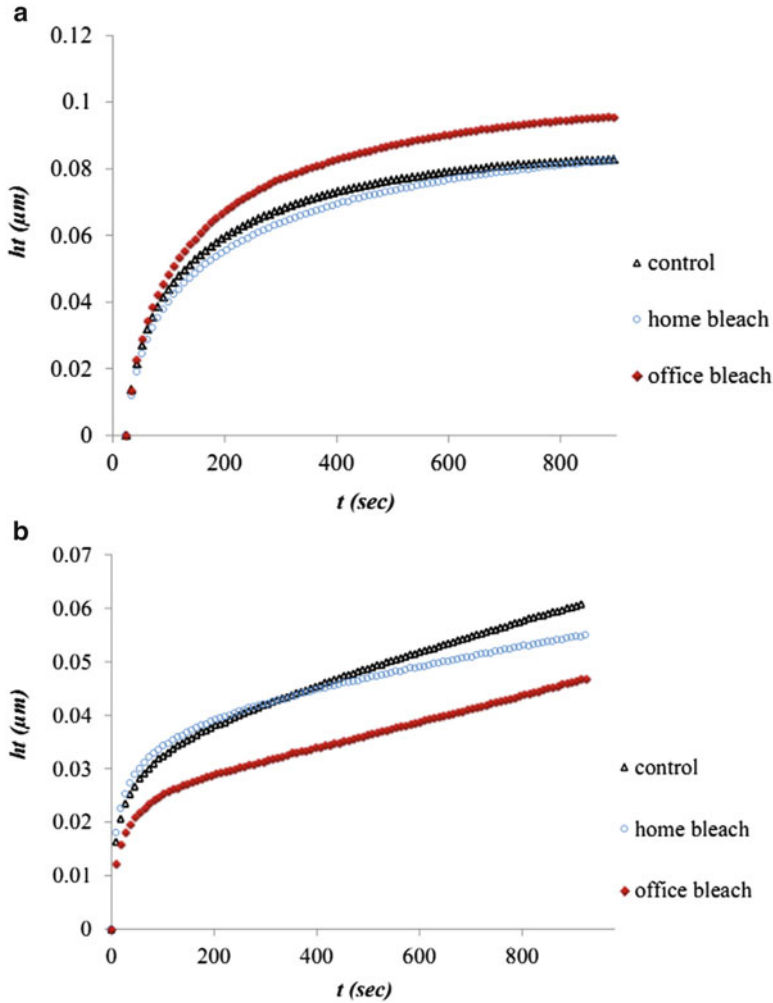 a
0.12
0.1
0.08
0.06
0.04
0.02
0
ht (μm)
0 200 400 600 800
t (sec)
control
home bleach
office bleach
b
0.07
0.06
0.05
0.04
0.03
0.02
0.01
0
ht (μm)
0 200 400 600 800
t (sec)
control
home bleach
office bleach